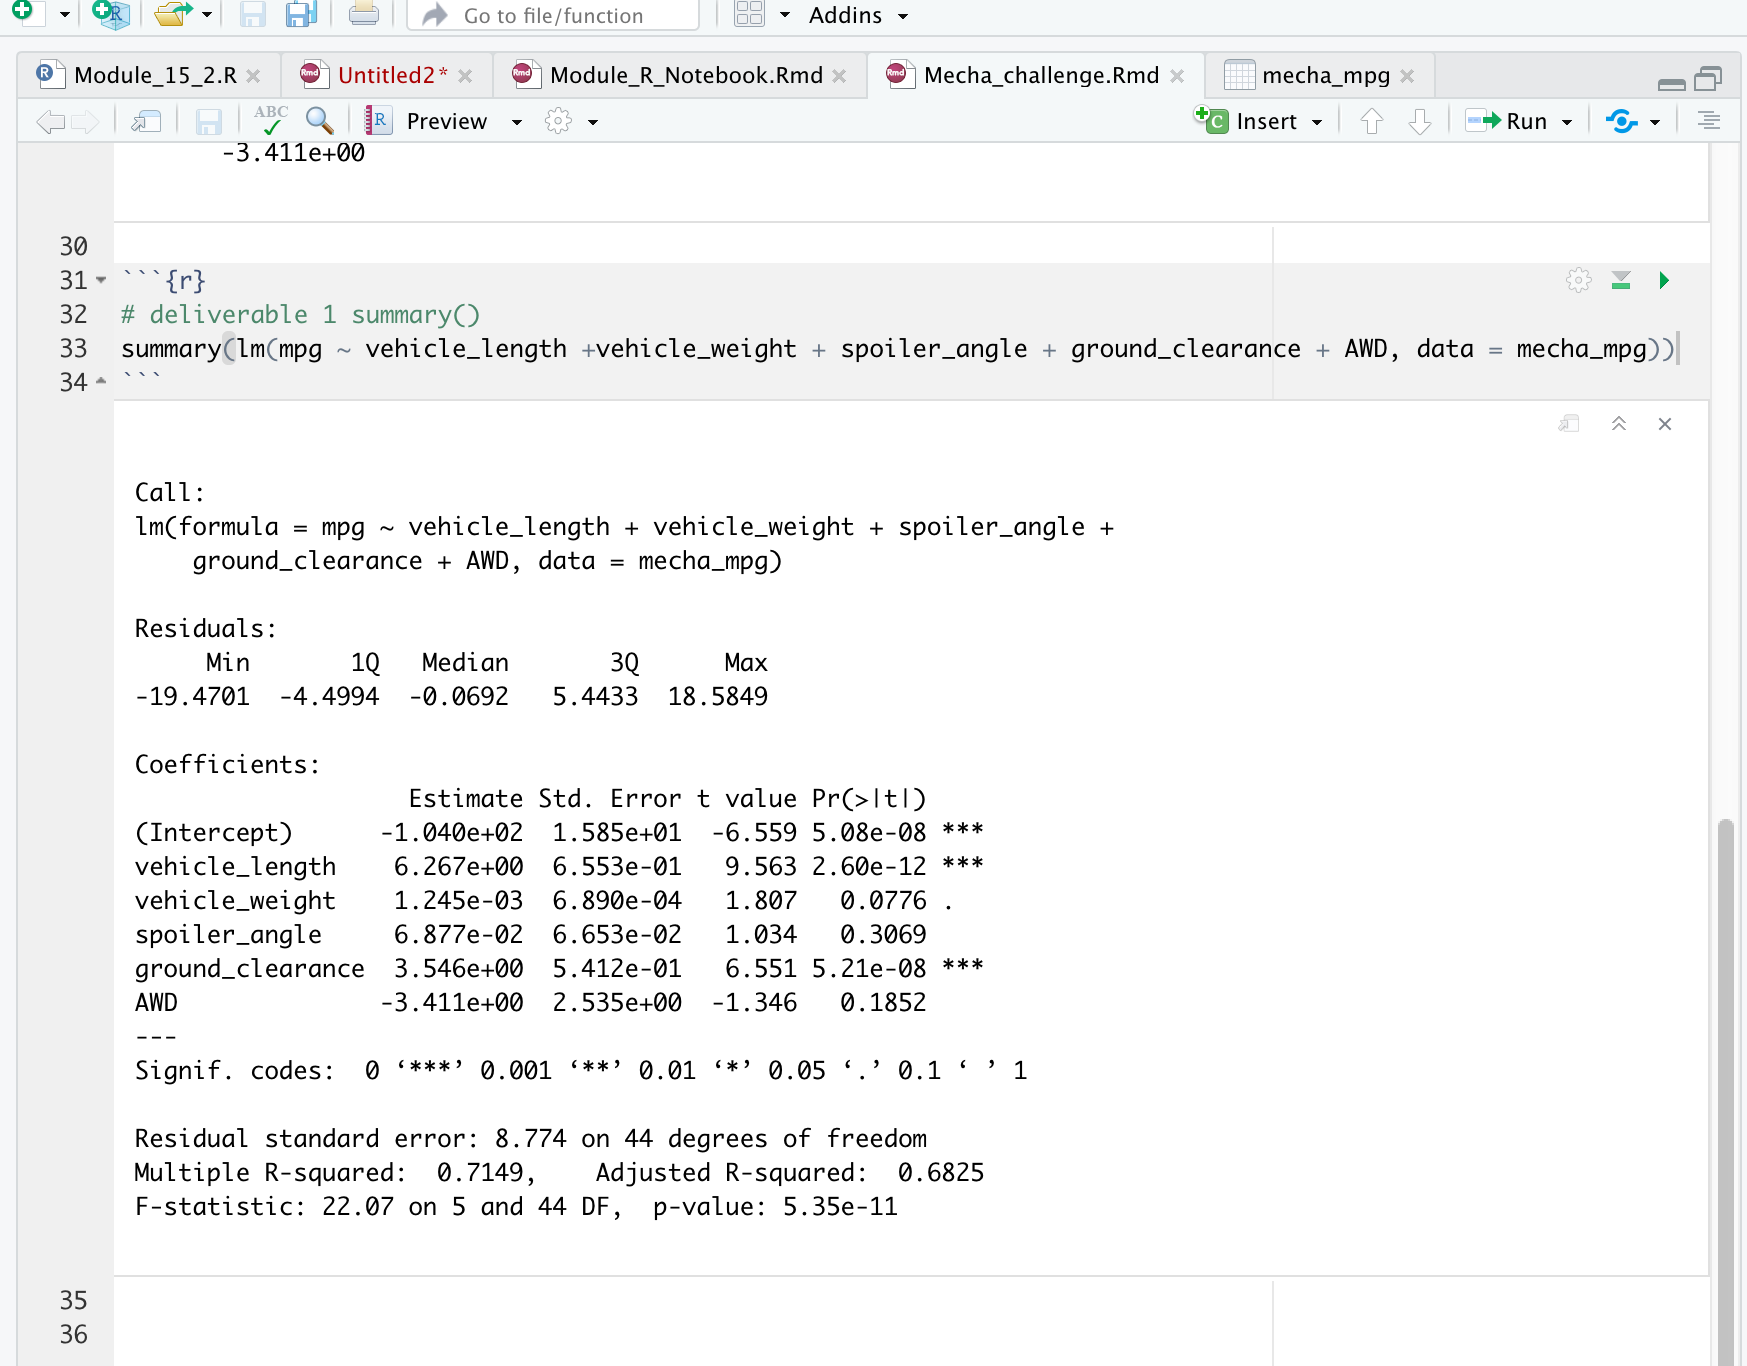 Go to file/function Addins
Module_15_2.R Untitled2* Module_R_Notebook.Rmd Mecha_challenge.Rmd mecha_mpg
ABC Preview Insert Run
-3.411e+00
30
31 ```{r}
32 # deliverable 1 summary()
33 summary(lm(mpg ~ vehicle_length +vehicle_weight + spoiler_angle + ground_clearance + AWD, data = mecha_mpg))
34 ```
Call:
lm(formula = mpg ~ vehicle_length + vehicle_weight + spoiler_angle +
    ground_clearance + AWD, data = mecha_mpg)
Residuals:
     Min       1Q   Median       3Q      Max
-19.4701  -4.4994  -0.0692   5.4433  18.5849
Coefficients:
                   Estimate Std. Error t value Pr(>|t|)
(Intercept)      -1.040e+02  1.585e+01  -6.559 5.08e-08 ***
vehicle_length    6.267e+00  6.553e-01   9.563 2.60e-12 ***
vehicle_weight    1.245e-03  6.890e-04   1.807   0.0776 .
spoiler_angle     6.877e-02  6.653e-02   1.034   0.3069
ground_clearance  3.546e+00  5.412e-01   6.551 5.21e-08 ***
AWD              -3.411e+00  2.535e+00  -1.346   0.1852
---
Signif. codes:  0 ‘***’ 0.001 ‘**’ 0.01 ‘*’ 0.05 ‘.’ 0.1 ‘ ’ 1
Residual standard error: 8.774 on 44 degrees of freedom
Multiple R-squared:  0.7149,    Adjusted R-squared:  0.6825
F-statistic: 22.07 on 5 and 44 DF,  p-value: 5.35e-11
35
36